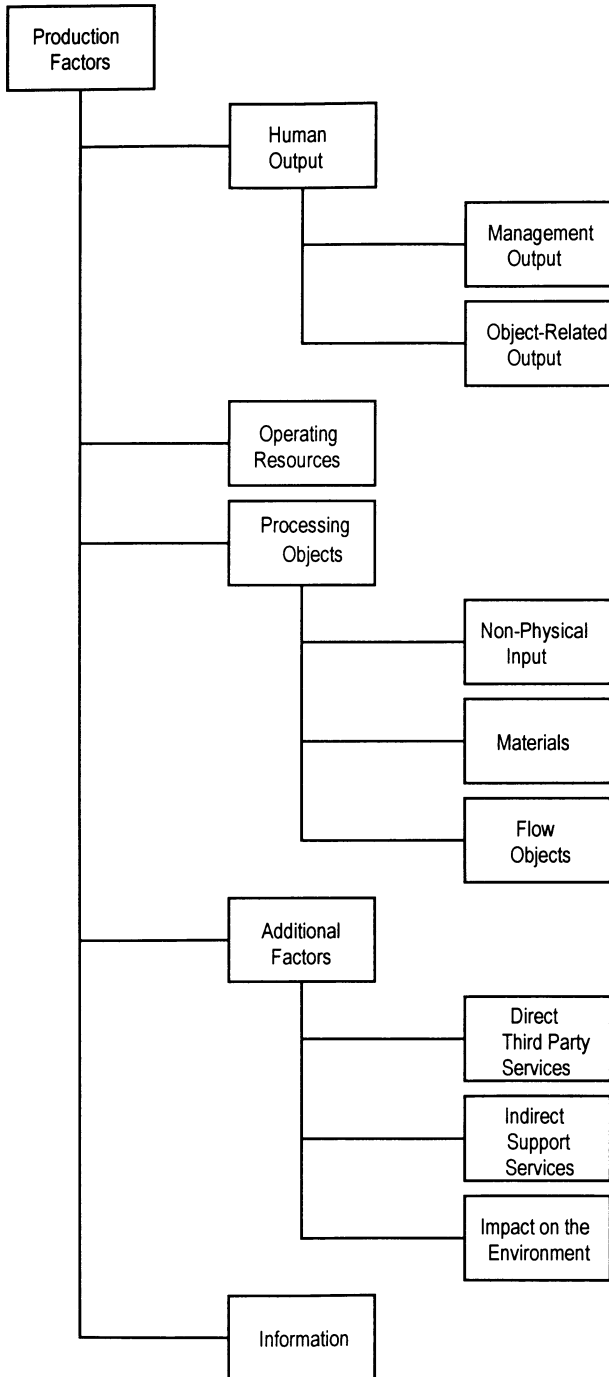 Production
Factors
Human
Output
Management
Output
Object-Related
Output
Operating
Resources
Processing
Objects
Non-Physical
Input
Materials
Flow
Objects
Additional
Factors
Direct
Third Party
Services
Indirect
Support
Services
Impact on the
Environment
Information